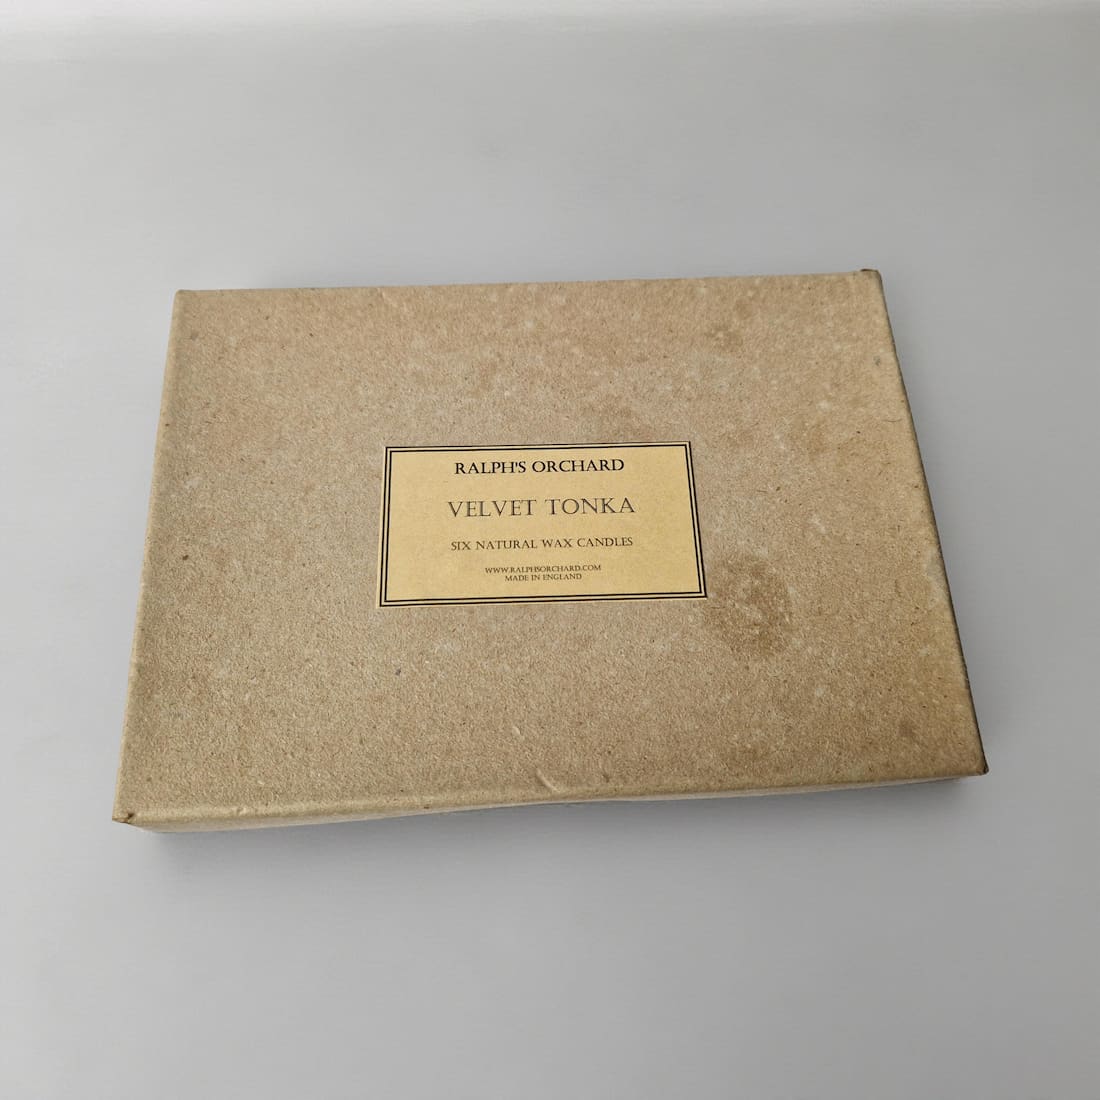 RALPH'S ORCHARD
VELVET TONKA
SIX NATURAL WAX CANDLES
WWW.RALPHSORCHARD.COM
MADE IN ENGLAND